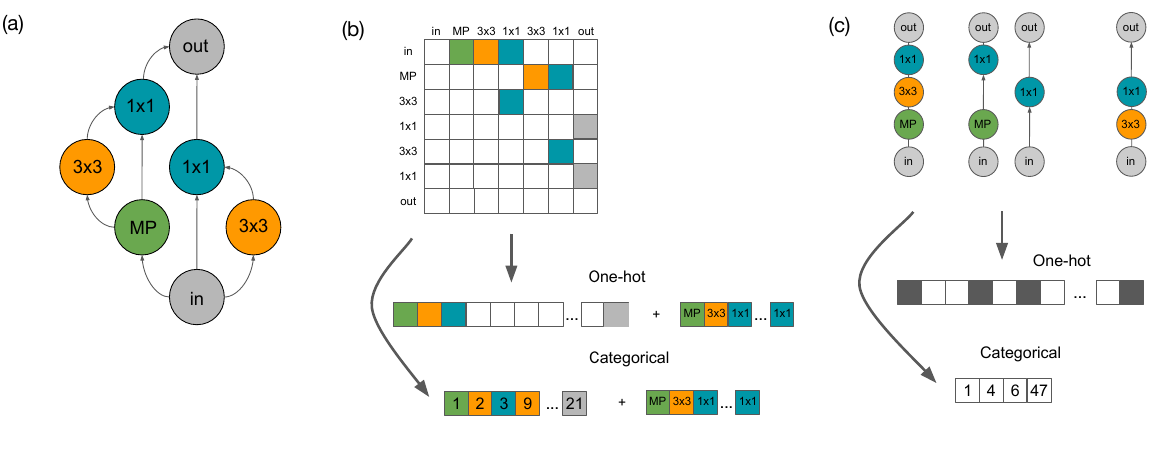 (a)
out
1x1
3x3
1x1
MP
3x3
in
(b)
in MP 3x3 1x1 3x3 1x1 out
in
MP
3x3
1x1
3x3
1x1
out
One-hot
... + MP 3x3 1x1 ... 1x1
Categorical
1 2 3 9 ... 21 + MP 3x3 1x1 ... 1x1
(c)
out out out out
1x1 1x1
3x3 1x1 1x1
MP MP 3x3
in in in in
One-hot
...
Categorical
1 4 6 47